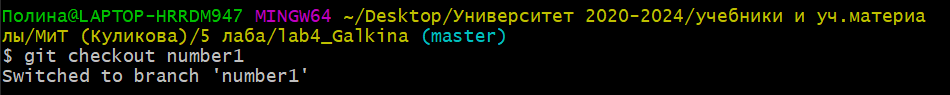 Полина@LAPTOP-HRRDM947 MINGW64 ~/Desktop/Университет 2020-2024/учебники и уч.материа
лы/МиТ (Куликова)/5 лаба/lab4_Galkina (master)
$ git checkout number1
Switched to branch 'number1'